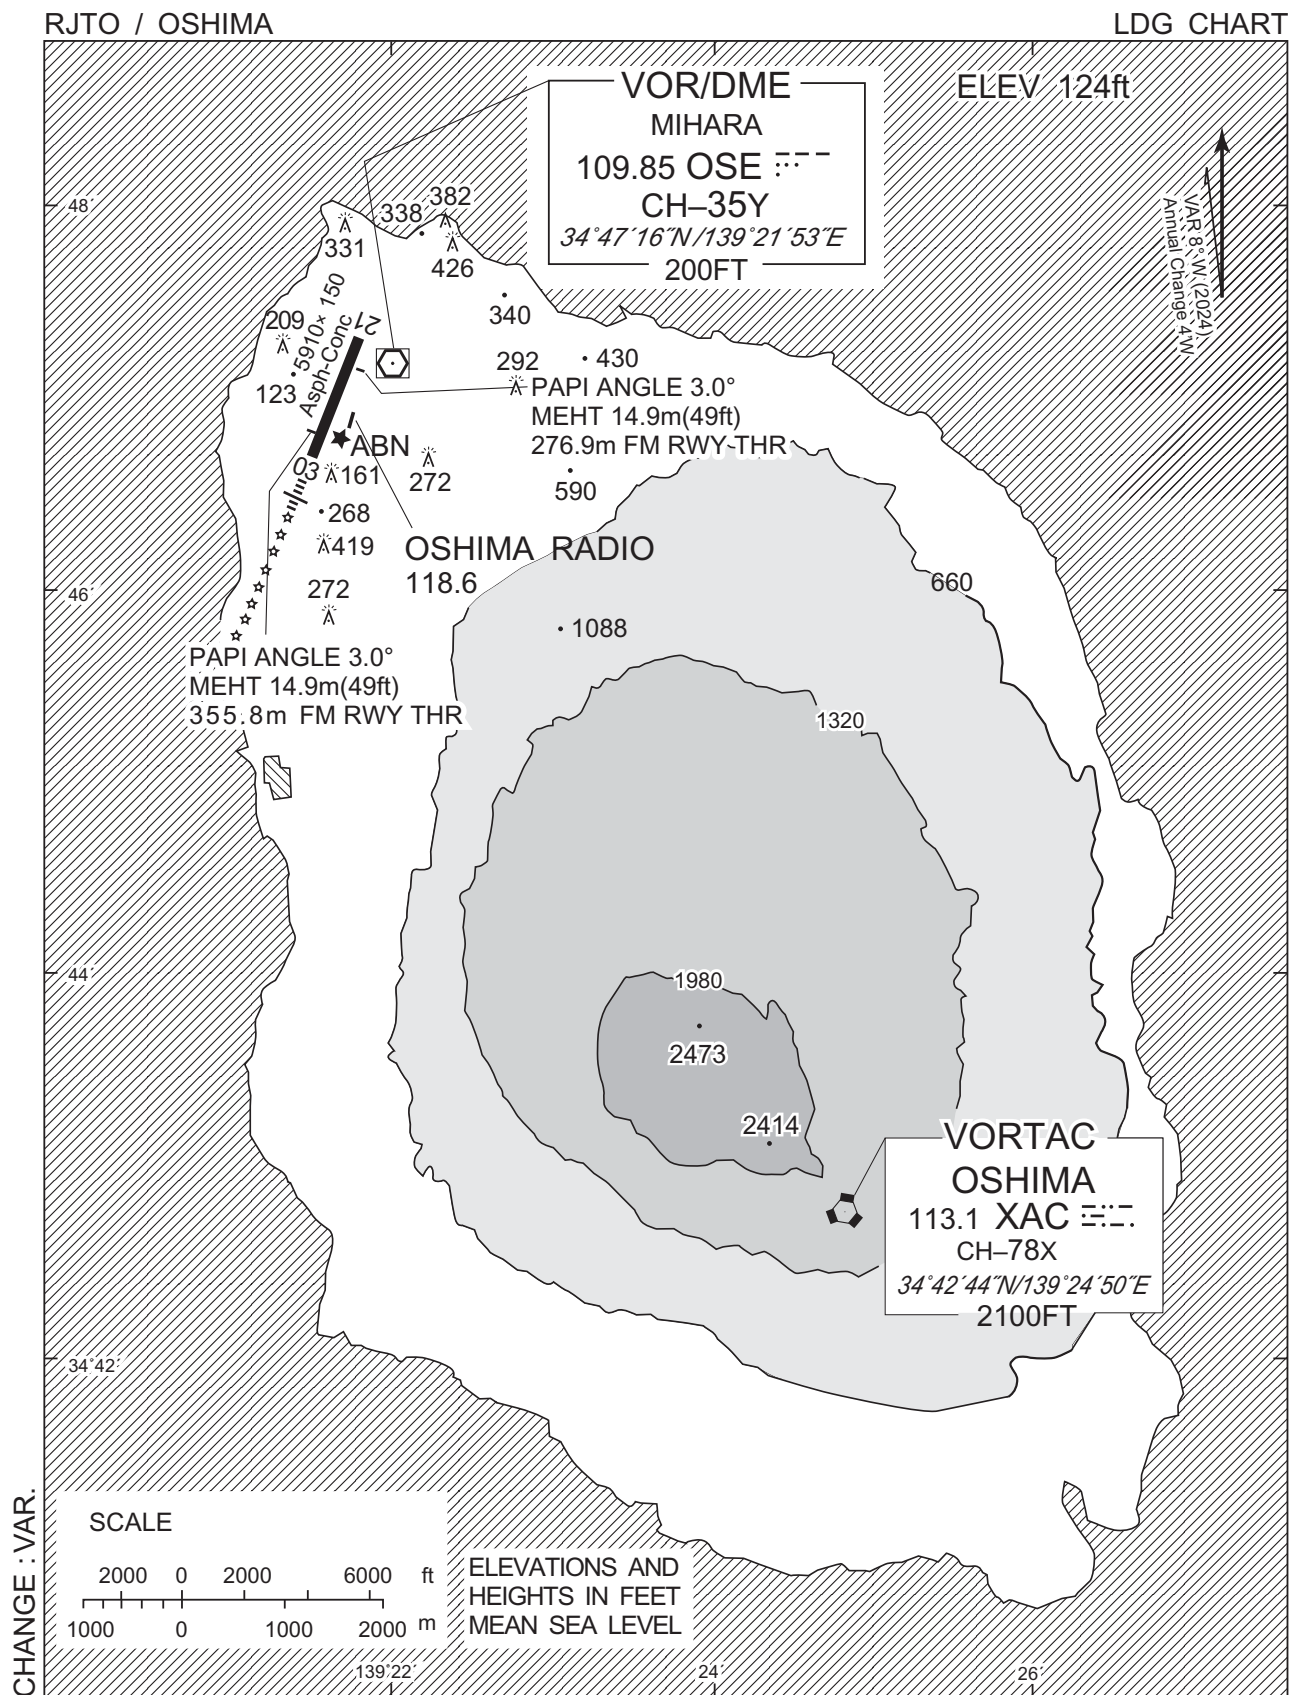 RJTO / OSHIMA
LDG CHART
VOR/DME
MIHARA
109.85 OSE
CH–35Y
34°47´16˝N/139°21´53˝E
200FT
ELEV 124ft
VAR 8°W (2024)
Annual Change 4´W
48´
331
338
382
426
340
209
123
5910× 150
Asph-Conc
21
03
292
430
PAPI ANGLE 3.0°
MEHT 14.9m(49ft)
276.9m FM RWY THR
ABN
161
272
590
268
419
OSHIMA RADIO
118.6
272
46´
660
1088
PAPI ANGLE 3.0°
MEHT 14.9m(49ft)
355.8m FM RWY THR
1320
44´
1980
2473
2414
VORTAC
OSHIMA
113.1 XAC
CH–78X
34°42´44˝N/139°24´50˝E
2100FT
34°42´
SCALE
2000 0 2000 6000 ft
1000 0 1000 2000 m
ELEVATIONS AND
HEIGHTS IN FEET
MEAN SEA LEVEL
139°22´
24´
26´
CHANGE : VAR.